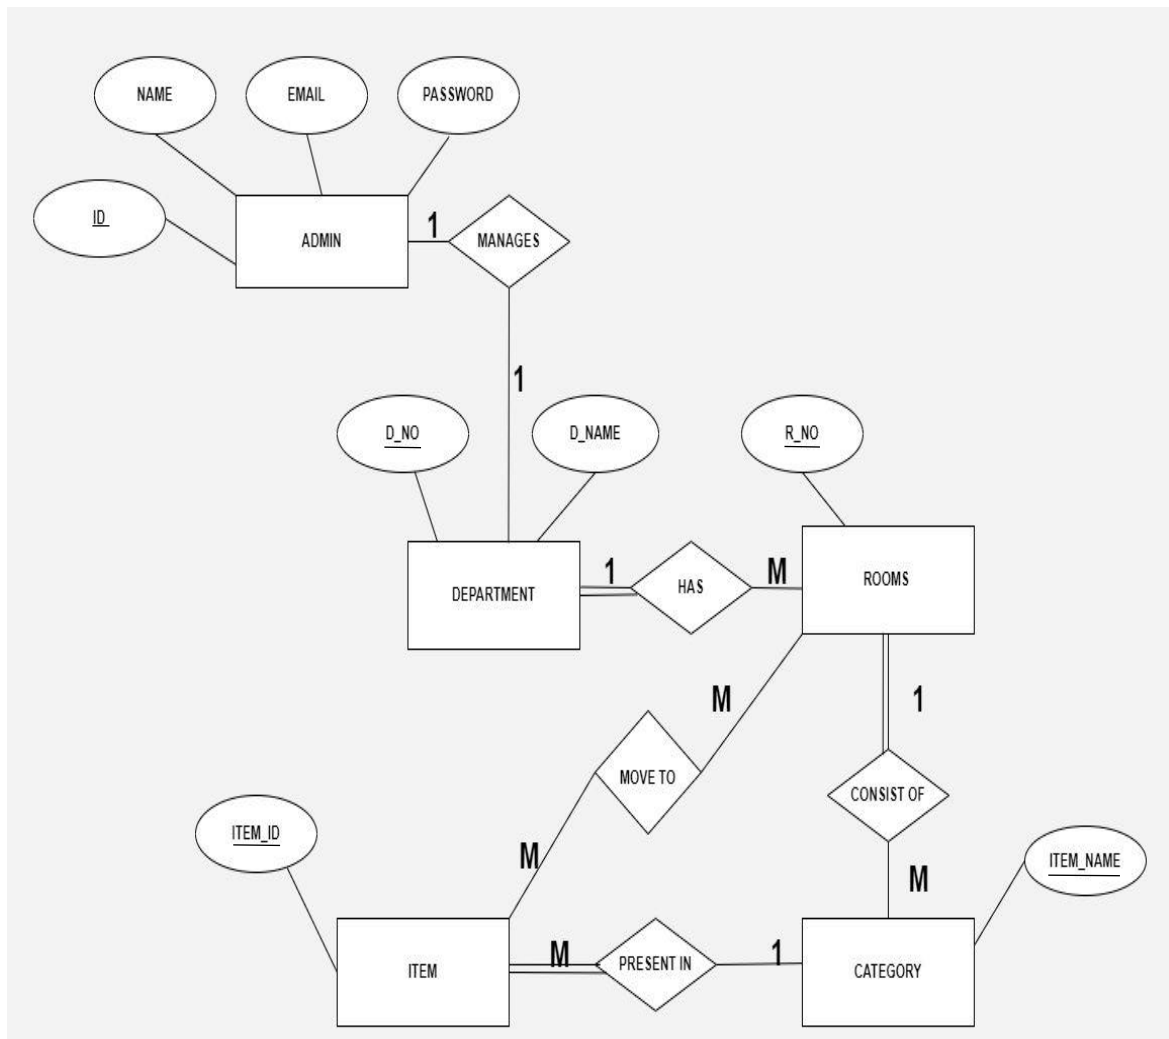 NAME
EMAIL
PASSWORD
ID
ADMIN
1
MANAGES
1
D_NO
D_NAME
R_NO
DEPARTMENT
1
HAS
M
ROOMS
M
1
MOVE TO
CONSIST OF
ITEM_ID
M
M
ITEM_NAME
ITEM
M
PRESENT IN
1
CATEGORY